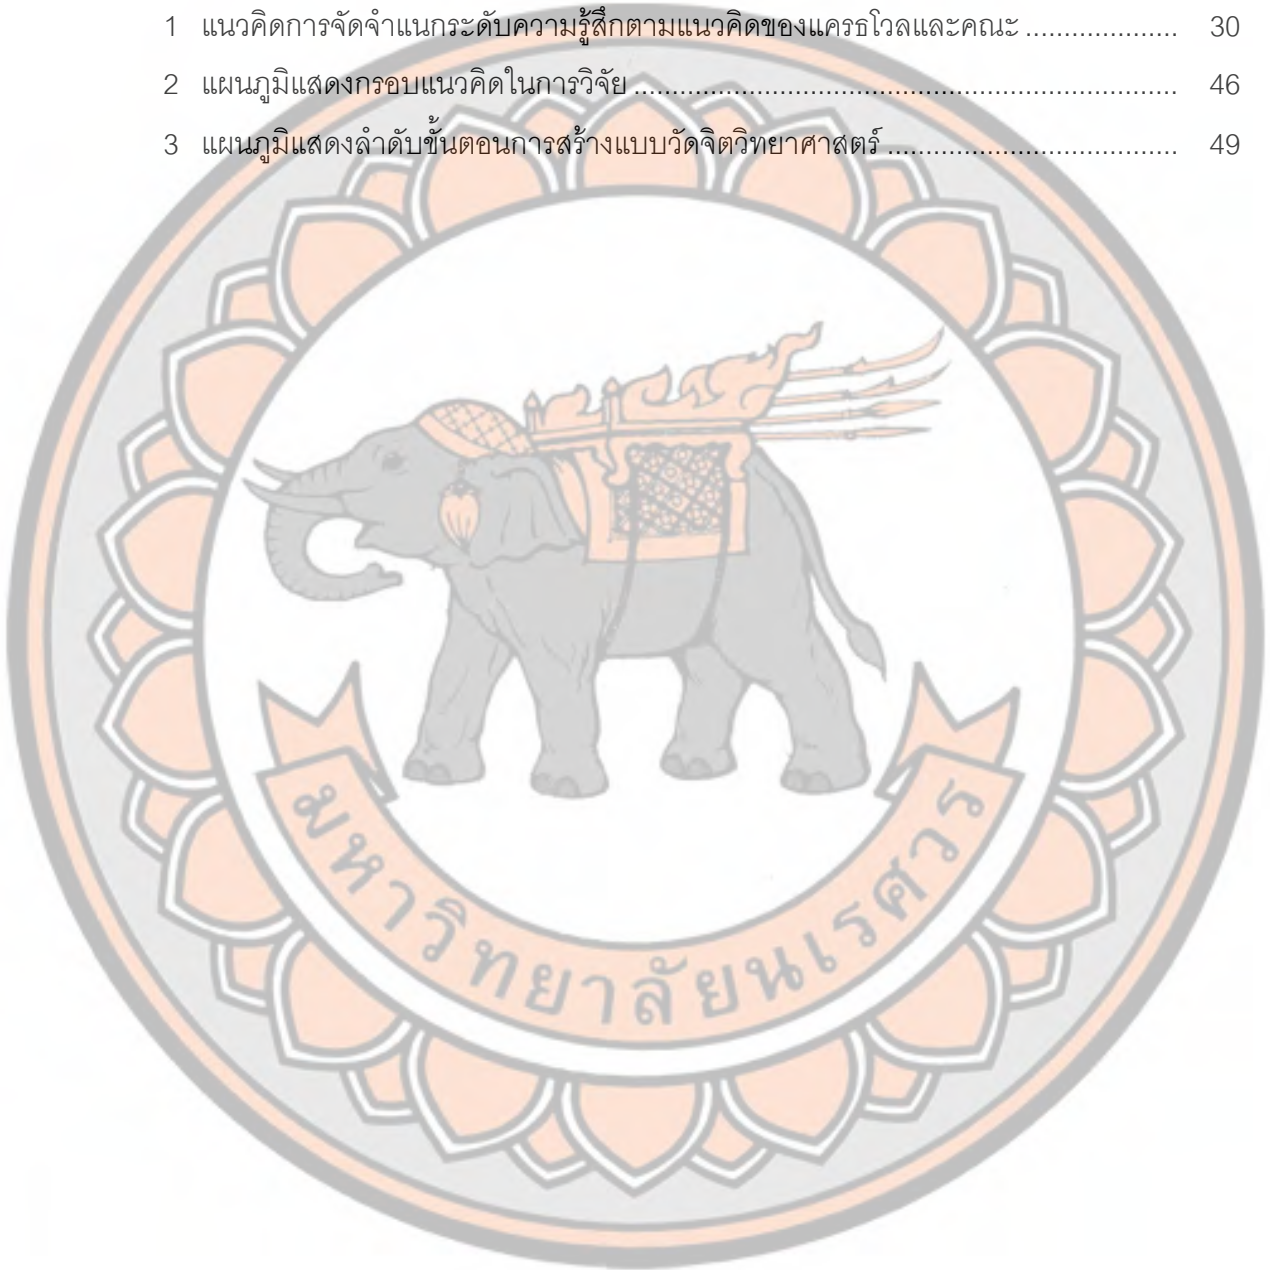 1 แนวคิดการจัดจำแนกระดับความรู้สึกตามแนวคิดของแครธโวลและคณะ .................... 30
2 แผนภูมิแสดงกรอบแนวคิดในการวิจัย ....................................................................... 46
3 แผนภูมิแสดงลำดับขั้นตอนการสร้างแบบวัดจิตวิทยาศาสตร์ ...................................... 49
มหาวิทยาลัยนเรศวร